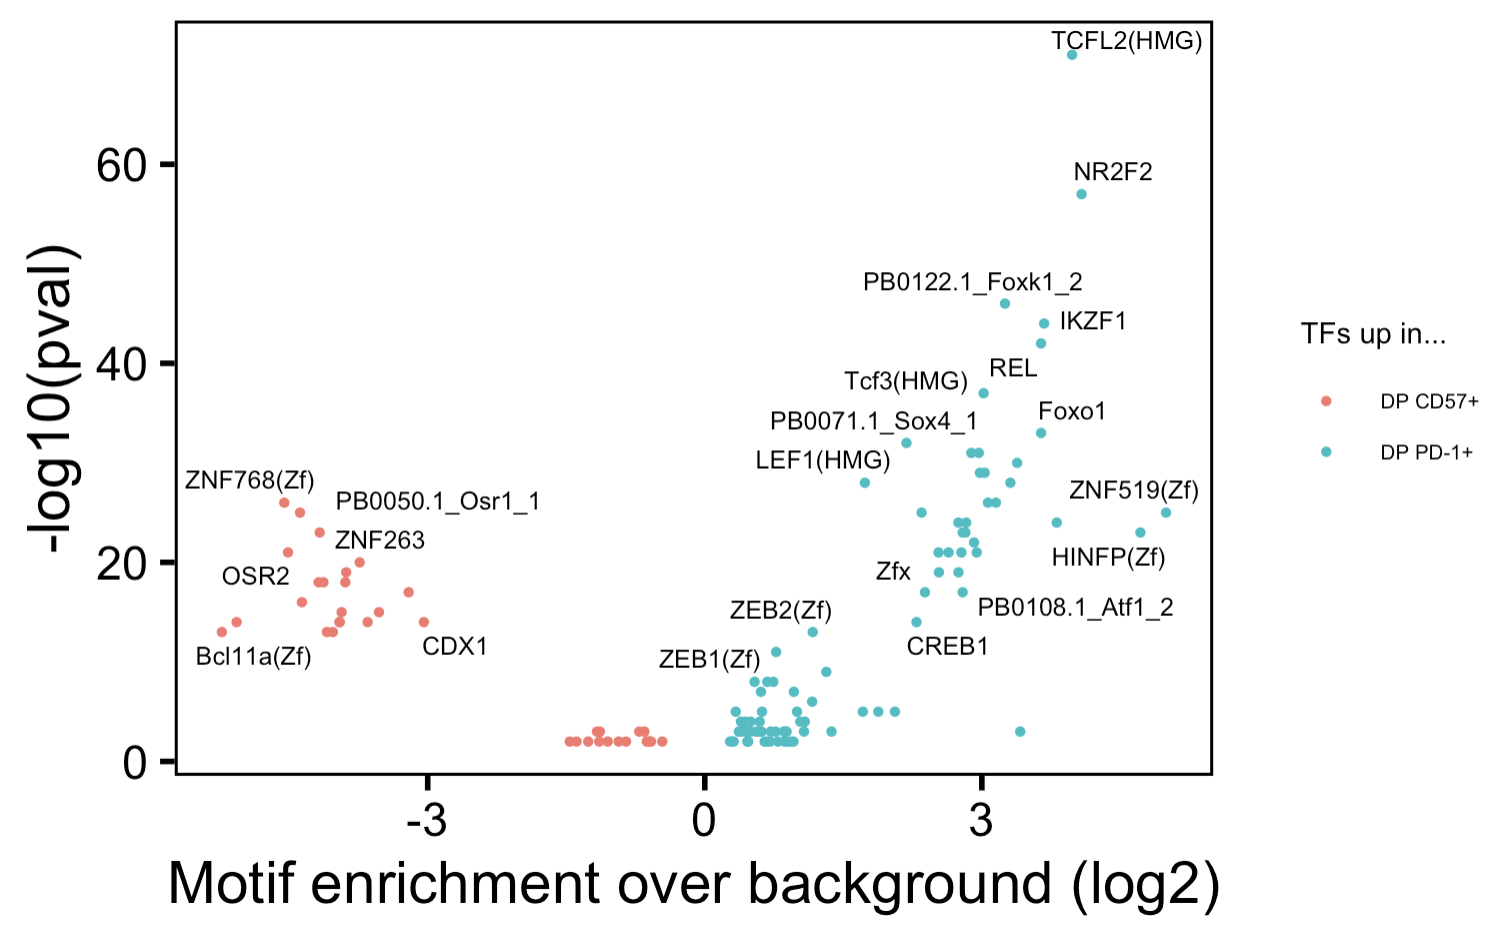 TCFL2(HMG)
NR2F2
PB0122.1_Foxk1_2
IKZF1
REL
Tcf3(HMG)
Foxo1
PB0071.1_Sox4_1
LEF1(HMG)
ZNF768(Zf)
PB0050.1_Osr1_1
ZNF519(Zf)
ZNF263
HINFP(Zf)
OSR2
Zfx
ZEB2(Zf)
PB0108.1_Atf1_2
Bcl11a(Zf)
CDX1
ZEB1(Zf)
CREB1
60
40
20
0
-log10(pval)
-3
0
3
Motif enrichment over background (log2)
TFs up in...
DP CD57+
DP PD-1+